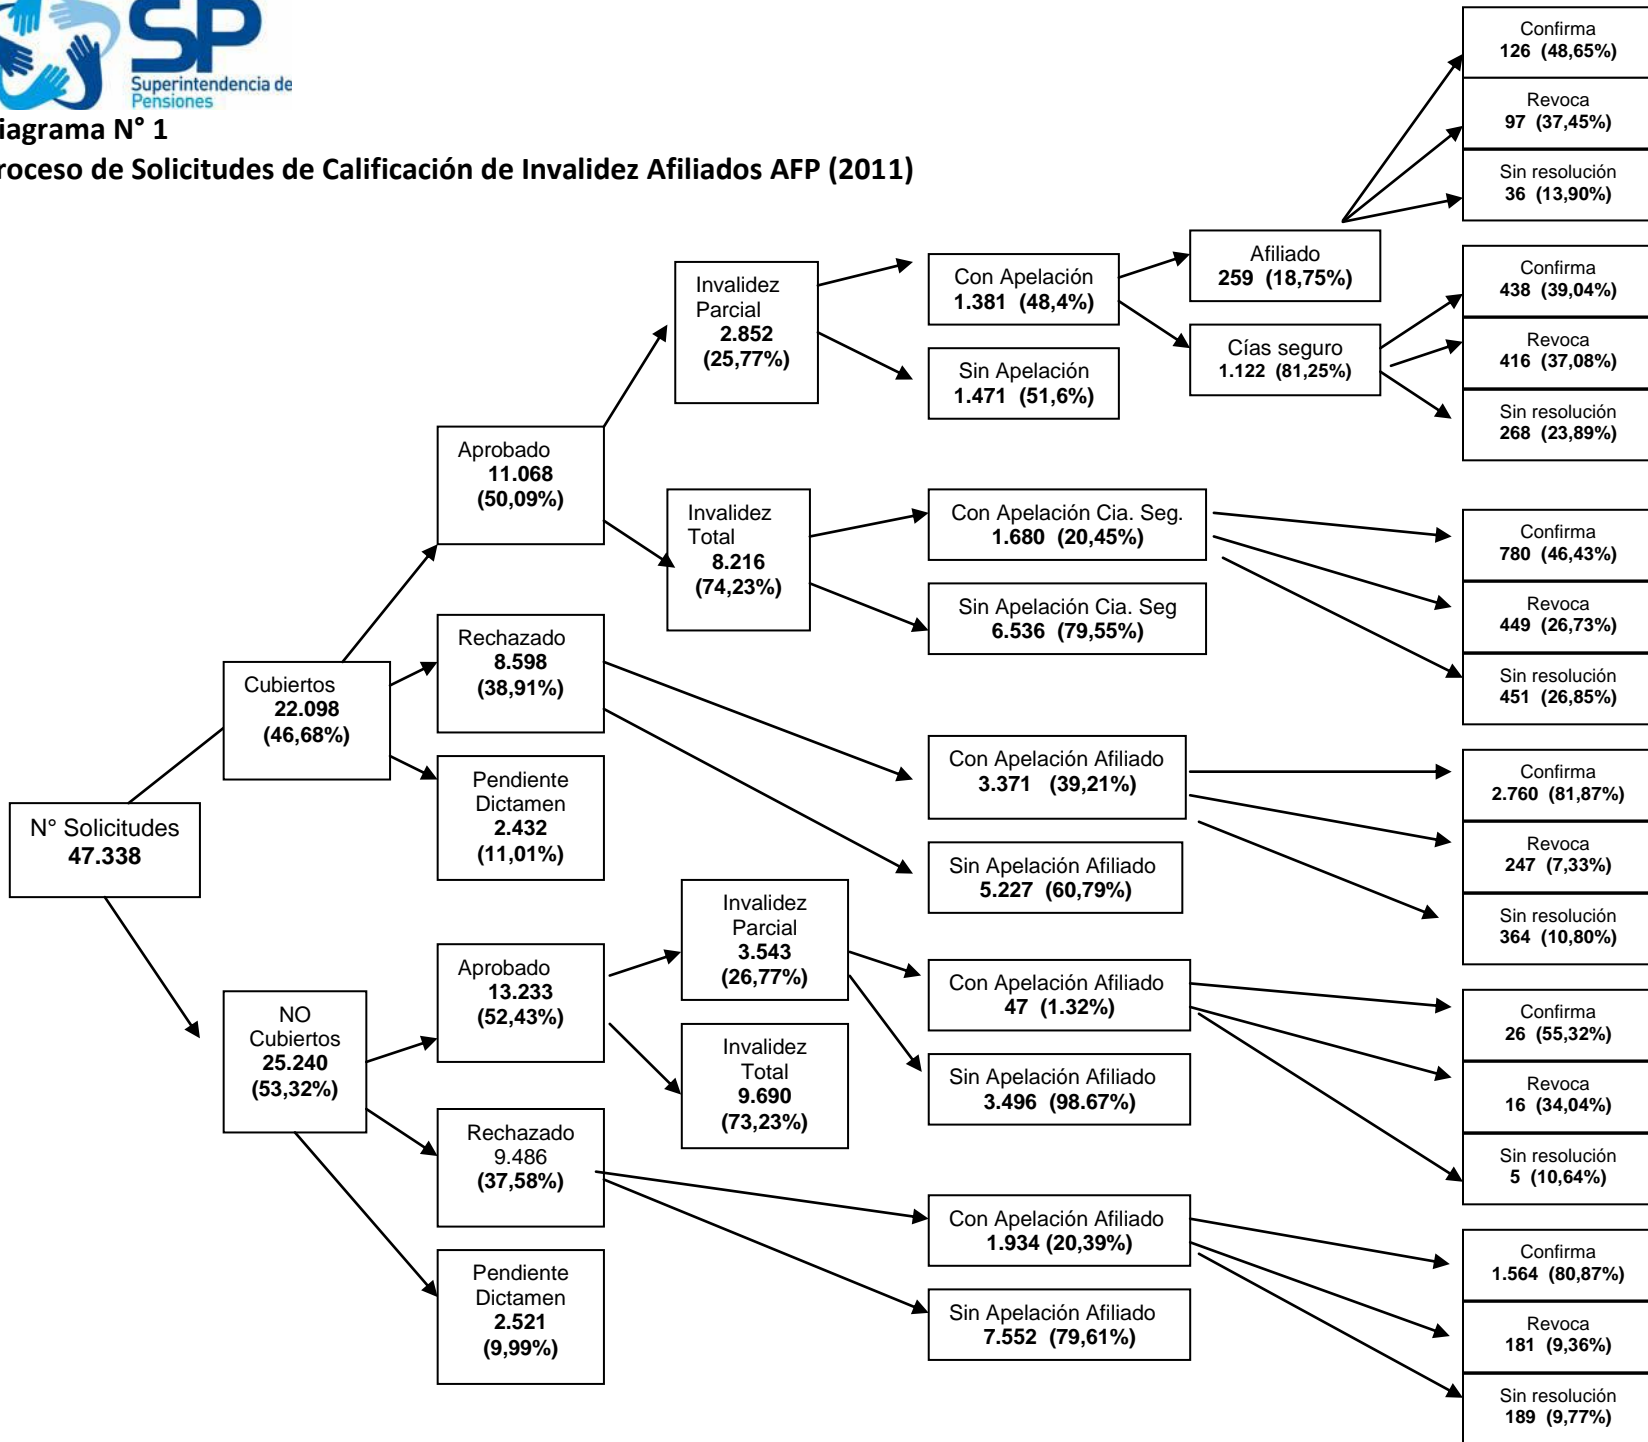 SP
Superintendencia de
Pensiones
iagrama N° 1
roceso de Solicitudes de Calificación de Invalidez Afiliados AFP (2011)
N° Solicitudes
47.338
Cubiertos
22.098
(46,68%)
NO
Cubiertos
25.240
(53,32%)
Aprobado
11.068
(50,09%)
Rechazado
8.598
(38,91%)
Pendiente
Dictamen
2.432
(11,01%)
Aprobado
13.233
(52,43%)
Rechazado
9.486
(37,58%)
Pendiente
Dictamen
2.521
(9,99%)
Invalidez
Parcial
2.852
(25,77%)
Invalidez
Total
8.216
(74,23%)
Invalidez
Parcial
3.543
(26,77%)
Invalidez
Total
9.690
(73,23%)
Con Apelación
1.381 (48,4%)
Sin Apelación
1.471 (51,6%)
Con Apelación Cia. Seg.
1.680 (20,45%)
Sin Apelación Cia. Seg
6.536 (79,55%)
Con Apelación Afiliado
3.371 (39,21%)
Sin Apelación Afiliado
5.227 (60,79%)
Con Apelación Afiliado
47 (1.32%)
Sin Apelación Afiliado
3.496 (98.67%)
Con Apelación Afiliado
1.934 (20,39%)
Sin Apelación Afiliado
7.552 (79,61%)
Afiliado
259 (18,75%)
Cías seguro
1.122 (81,25%)
Confirma
126 (48,65%)
Revoca
97 (37,45%)
Sin resolución
36 (13,90%)
Confirma
438 (39,04%)
Revoca
416 (37,08%)
Sin resolución
268 (23,89%)
Confirma
780 (46,43%)
Revoca
449 (26,73%)
Sin resolución
451 (26,85%)
Confirma
2.760 (81,87%)
Revoca
247 (7,33%)
Sin resolución
364 (10,80%)
Confirma
26 (55,32%)
Revoca
16 (34,04%)
Sin resolución
5 (10,64%)
Confirma
1.564 (80,87%)
Revoca
181 (9,36%)
Sin resolución
189 (9,77%)